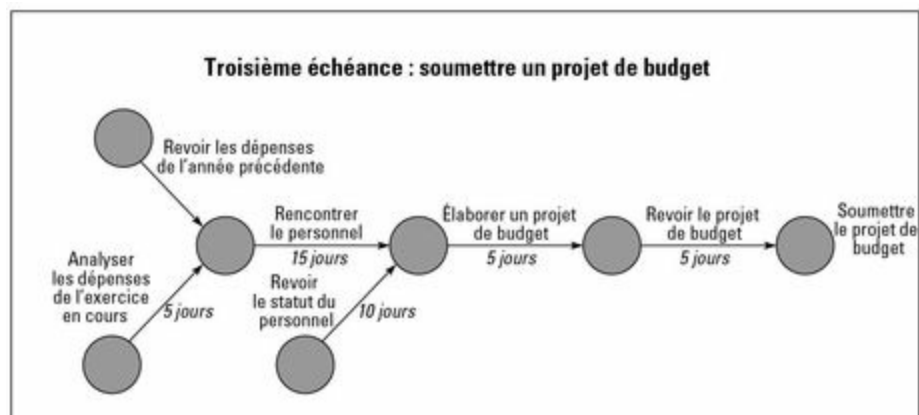 Troisième échéance : soumettre un projet de budget
Revoir les dépenses
de l'année précédente
Rencontrer
le personnel
15 jours
Élaborer un projet
de budget
5 jours
Revoir le projet
de budget
5 jours
Soumettre
le projet de
budget
Analyser
les dépenses
de l'exercice
en cours
5 jours
Revoir
le statut du
personnel
10 jours